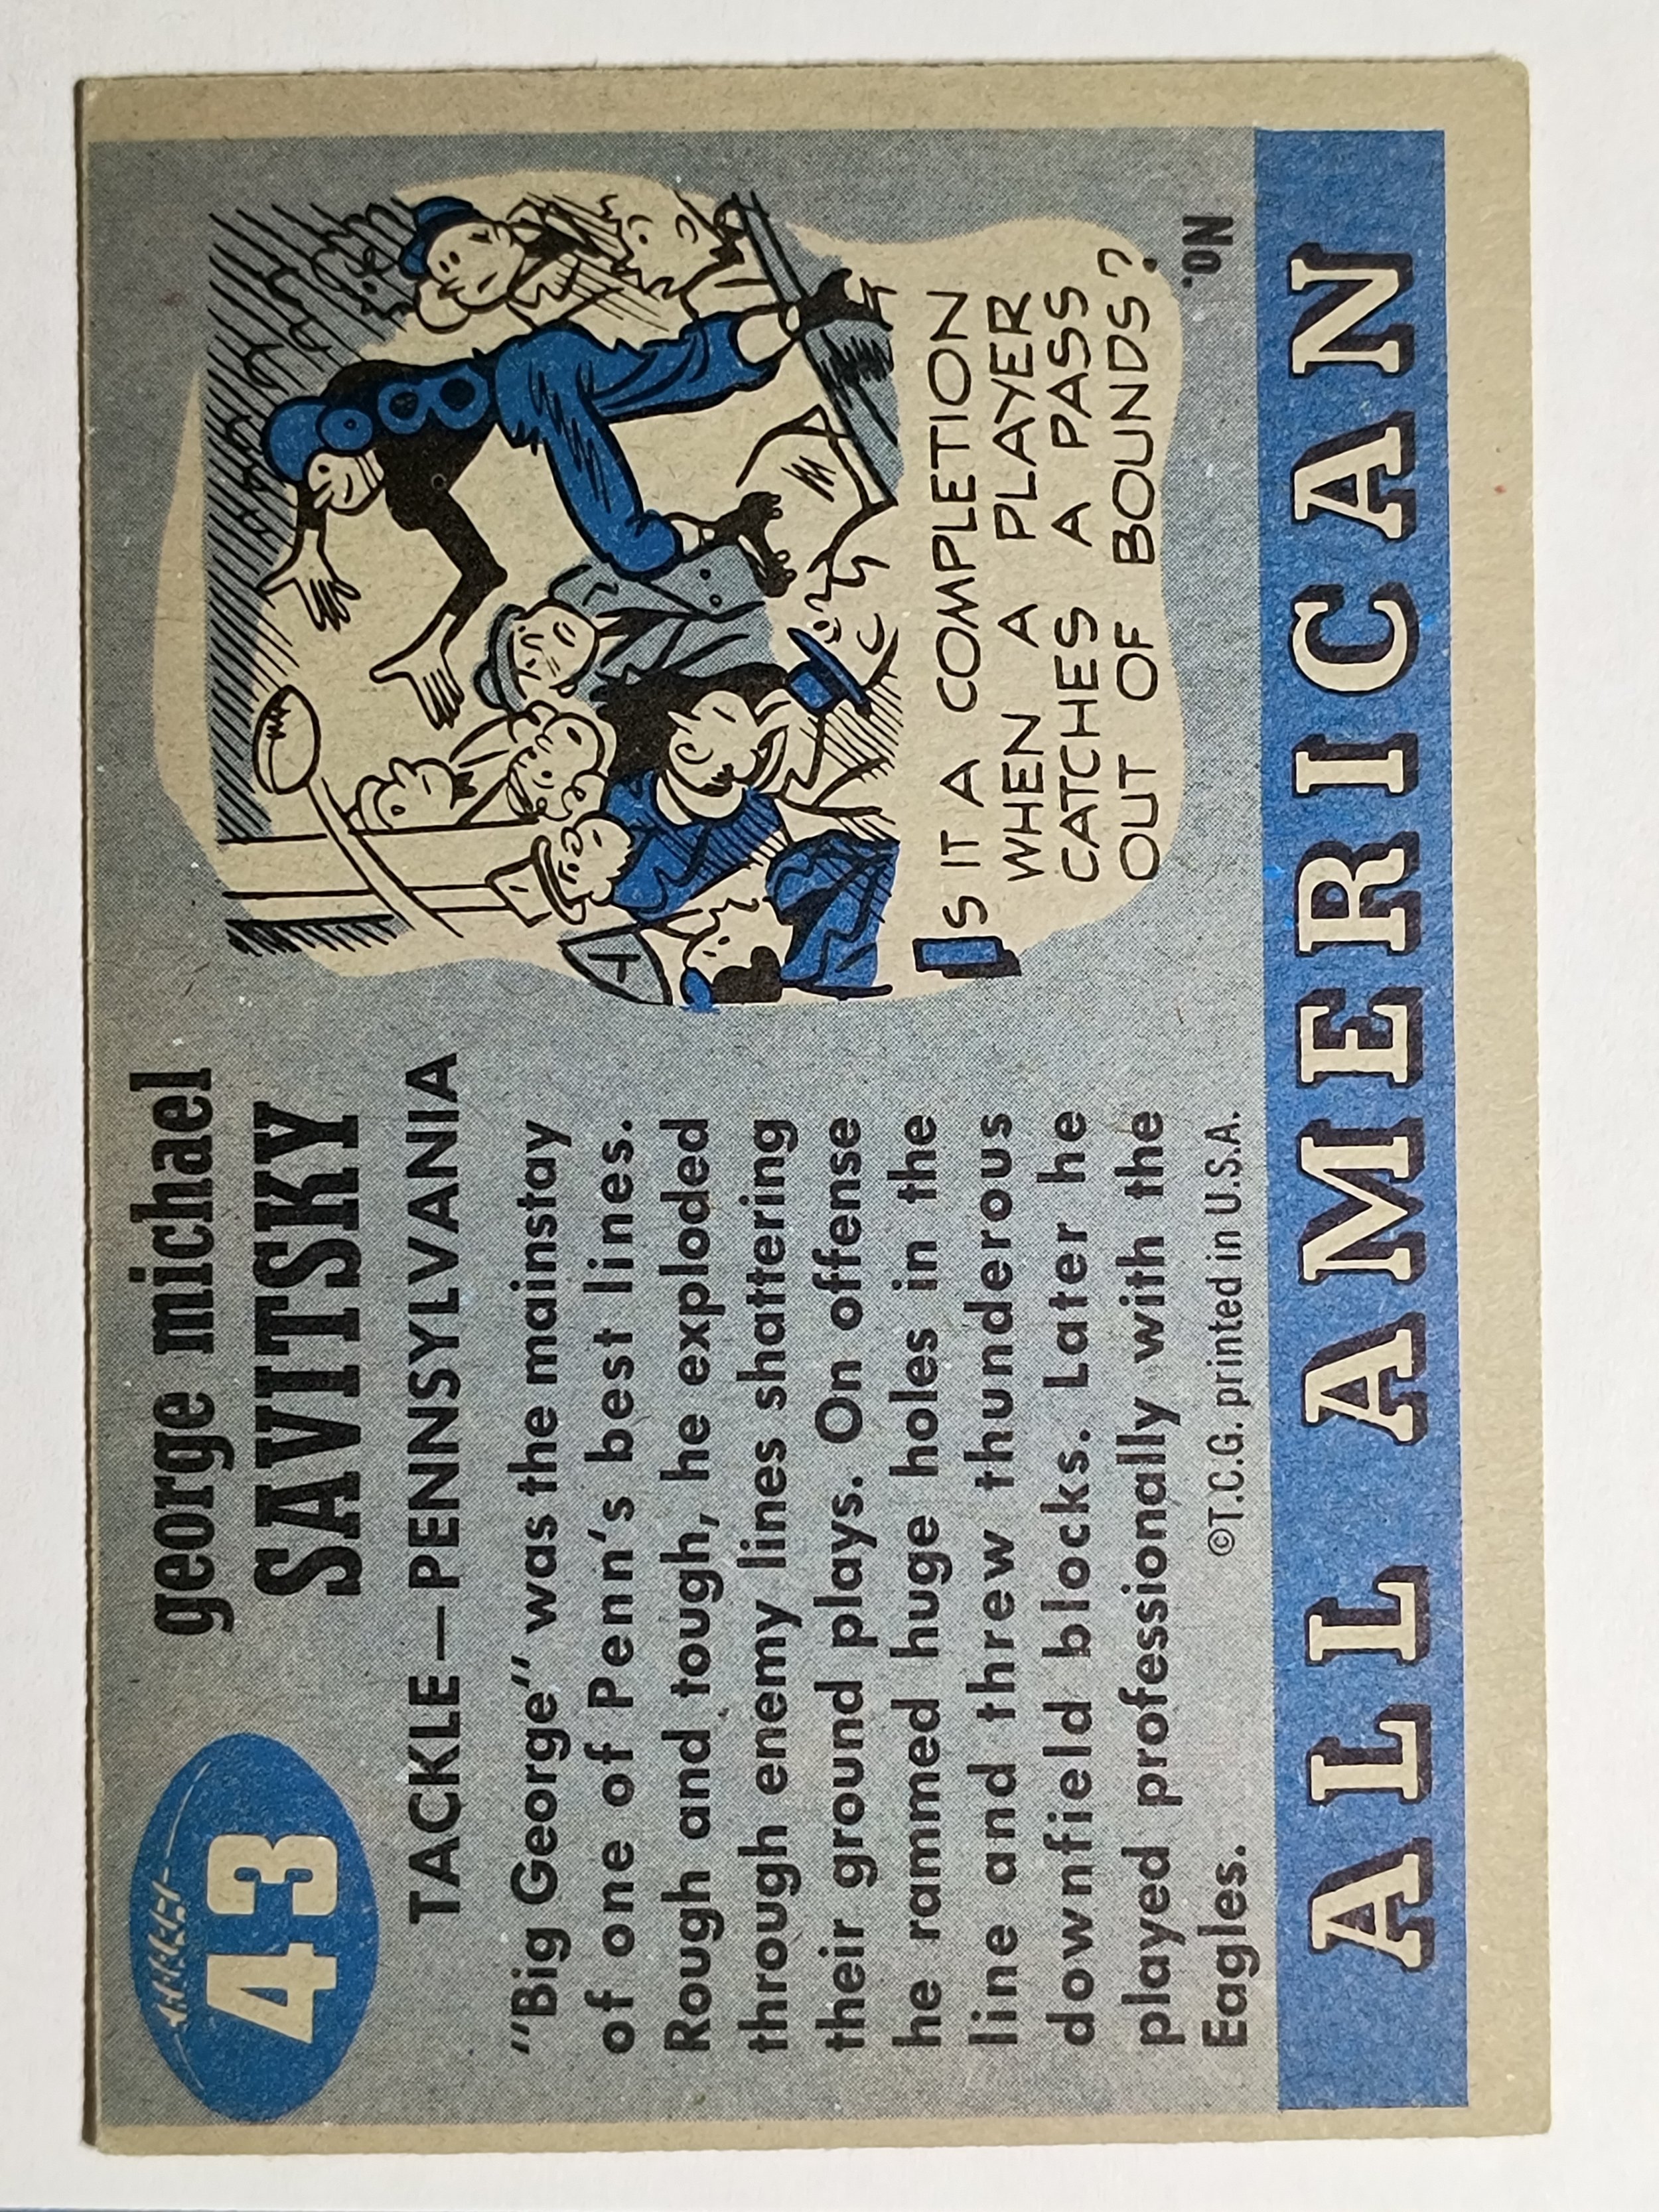 43
george michael
SAVITSKY
TACKLE—PENNSYLVANIA
"Big George" was the mainstay
of one of Penn's best lines.
Rough and tough, he exploded
through enemy lines shattering
their ground plays. On offense
he rammed huge holes in the
line and threw thunderous
downfield blocks. Later he
played professionally with the
Eagles.
©T.C.G. printed in U.S.A.
IS IT A COMPLETION
WHEN A PLAYER
CATCHES A PASS
OUT OF BOUNDS?
No.
ALL AMERICAN